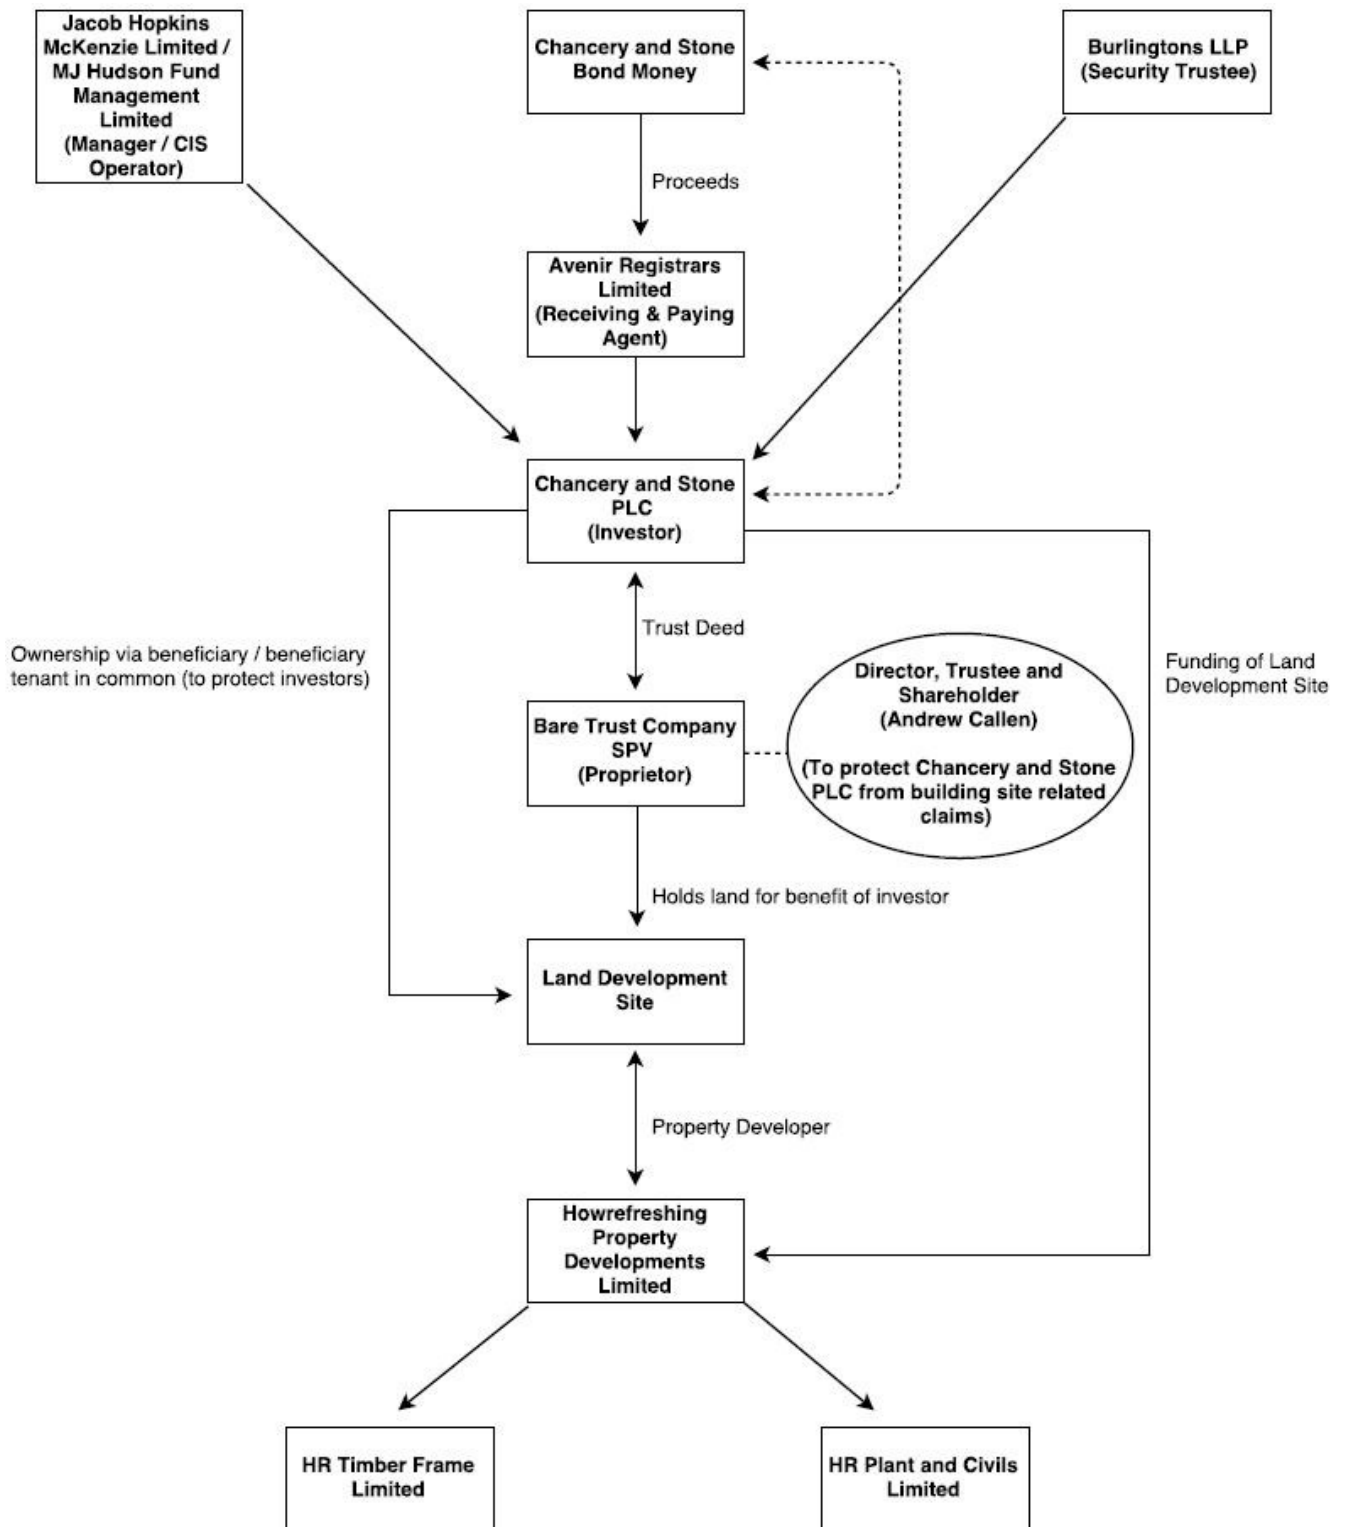 Jacob Hopkins
McKenzie Limited /
MJ Hudson Fund
Management
Limited
(Manager / CIS
Operator)
Chancery and Stone
Bond Money
Burlingtons LLP
(Security Trustee)
Proceeds
Avenir Registrars
Limited
(Receiving & Paying
Agent)
Chancery and Stone
PLC
(Investor)
Trust Deed
Ownership via beneficiary / beneficiary
tenant in common (to protect investors)
Funding of Land
Development Site
Bare Trust Company
SPV
(Proprietor)
Director, Trustee and
Shareholder
(Andrew Callen)
(To protect Chancery and Stone
PLC from building site related
claims)
Holds land for benefit of investor
Land Development
Site
Property Developer
Howrefreshing
Property
Developments
Limited
HR Timber Frame
Limited
HR Plant and Civils
Limited